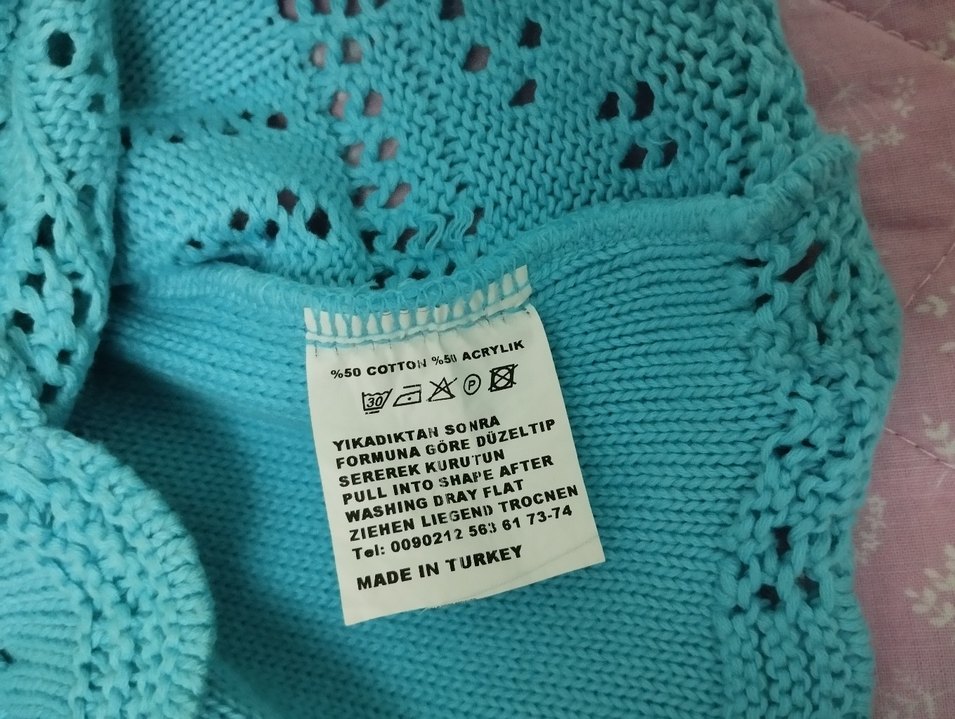 %50 COTTON %50 ACRYLIK
30 P
YIKADIKTAN SONRA
FORMUNA GÖRE DÜZELTIP
SEREREK KURUTUN
PULL INTO SHAPE AFTER
WASHING DRAY FLAT
ZIEHEN LIEGEND TROCNEN
Tel: 0090212 563 61 73-74
MADE IN TURKEY